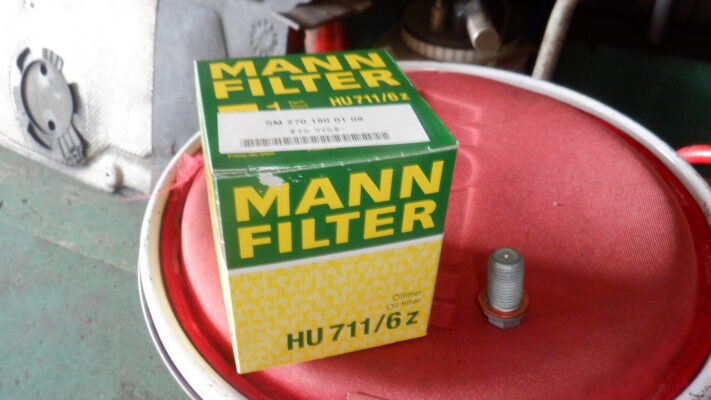 MANN
FILTER
HU 711/6 z
SM 270 180 01 09
オイル フィルター
MANN
FILTER
Ölfilter
Oil filter
HU 711/6 z